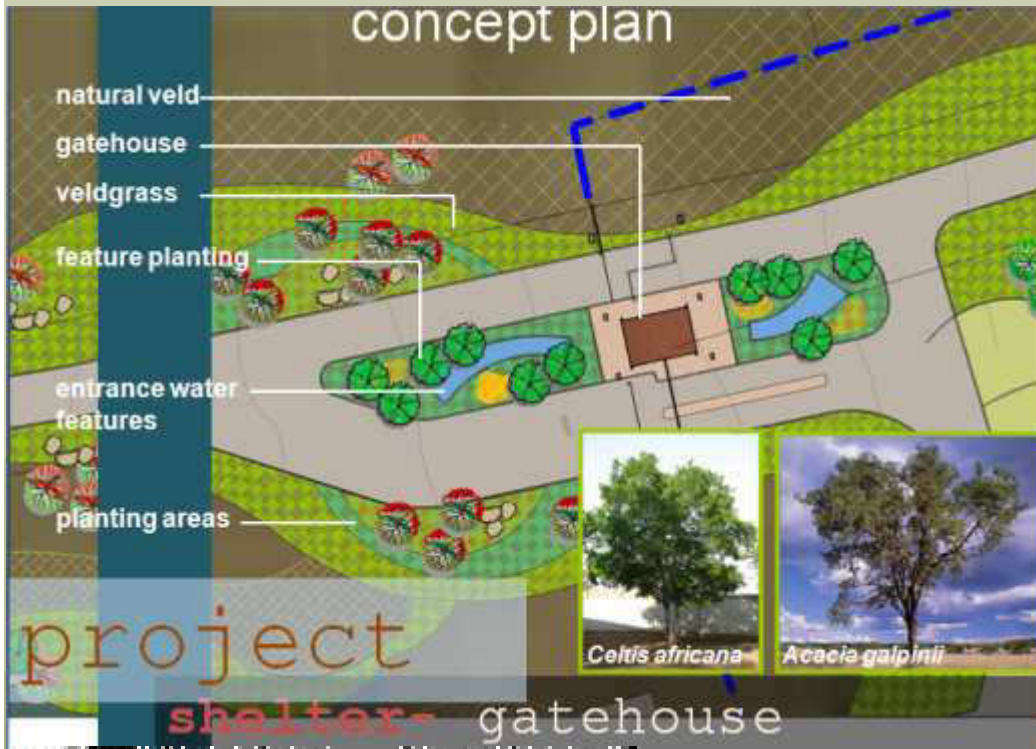 concept plan
natural veld
gatehouse
veldgrass
feature planting
entrance water
features
planting areas
Celtis africana
Acacia galpinii
project
shelter- gatehouse